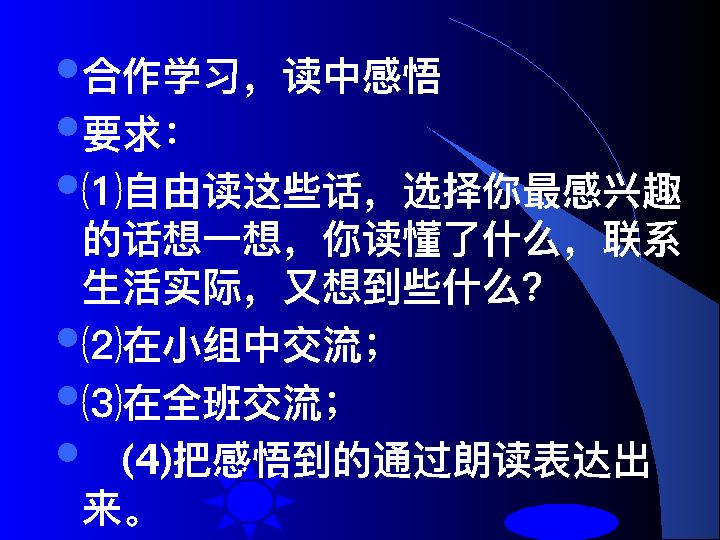 合作学习，读中感悟
要求：
⑴自由读这些话，选择你最感兴趣
的话想一想，你读懂了什么，联系
生活实际，又想到些什么？
⑵在小组中交流；
⑶在全班交流；
(4)把感悟到的通过朗读表达出
来。